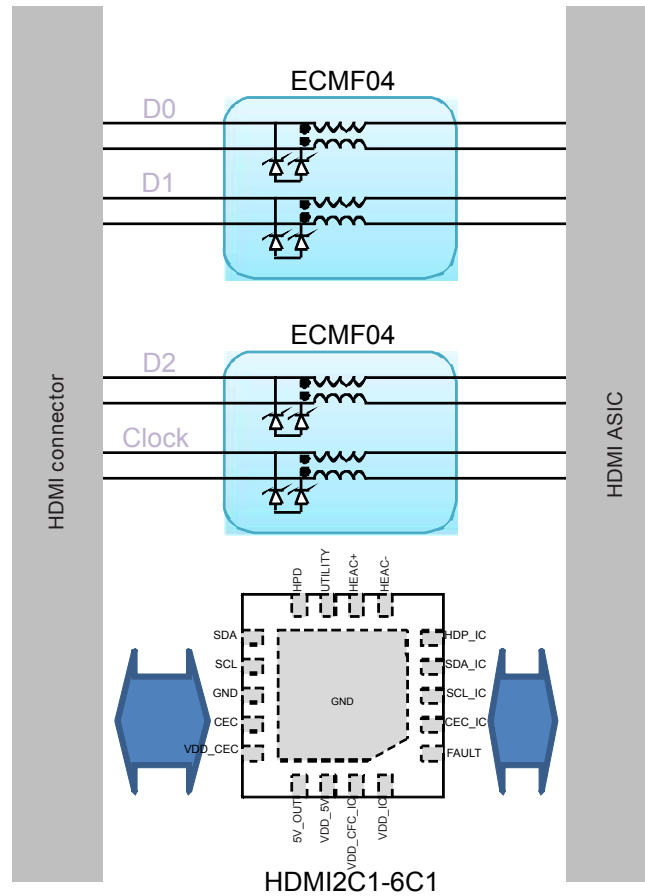 ECMF04
D0
D1
ECMF04
D2
Clock
HDMI connector
HDMI ASIC
HPD
UTILITY
HEAC+
HEAC-
SDA
SCL
GND
CEC
VDD_CEC
GND
HDP_IC
SDA_IC
SCL_IC
CEC_IC
FAULT
5V_OUT
VDD_5V
VDD_CFC_IC
VDD_IC
HDMI2C1-6C1